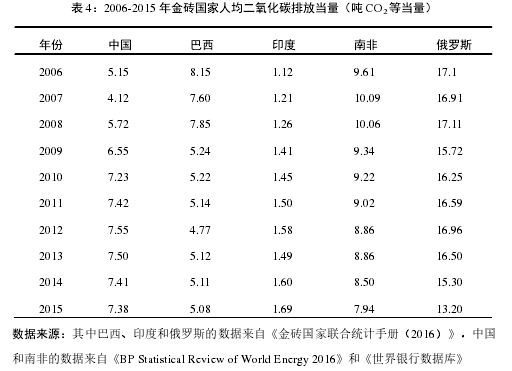 表 4：2006-2015 年金砖国家人均二氧化碳排放当量（吨 CO2 等当量）
年份 中国 巴西 印度 南非 俄罗斯
2006 5.15 8.15 1.12 9.61 17.1
2007 4.12 7.60 1.21 10.09 16.91
2008 5.72 7.85 1.26 10.06 17.11
2009 6.55 5.24 1.41 9.34 15.72
2010 7.23 5.22 1.45 9.22 16.25
2011 7.42 5.14 1.50 9.02 16.59
2012 7.55 4.77 1.58 8.86 16.96
2013 7.50 5.12 1.49 8.86 16.50
2014 7.41 5.11 1.60 8.50 15.30
2015 7.38 5.08 1.69 7.94 13.20
数据来源：其中巴西、印度和俄罗斯的数据来自《金砖国家联合统计手册（2016）》，中国
和南非的数据来自《BP Statistical Review of World Energy 2016》和《世界银行数据库》